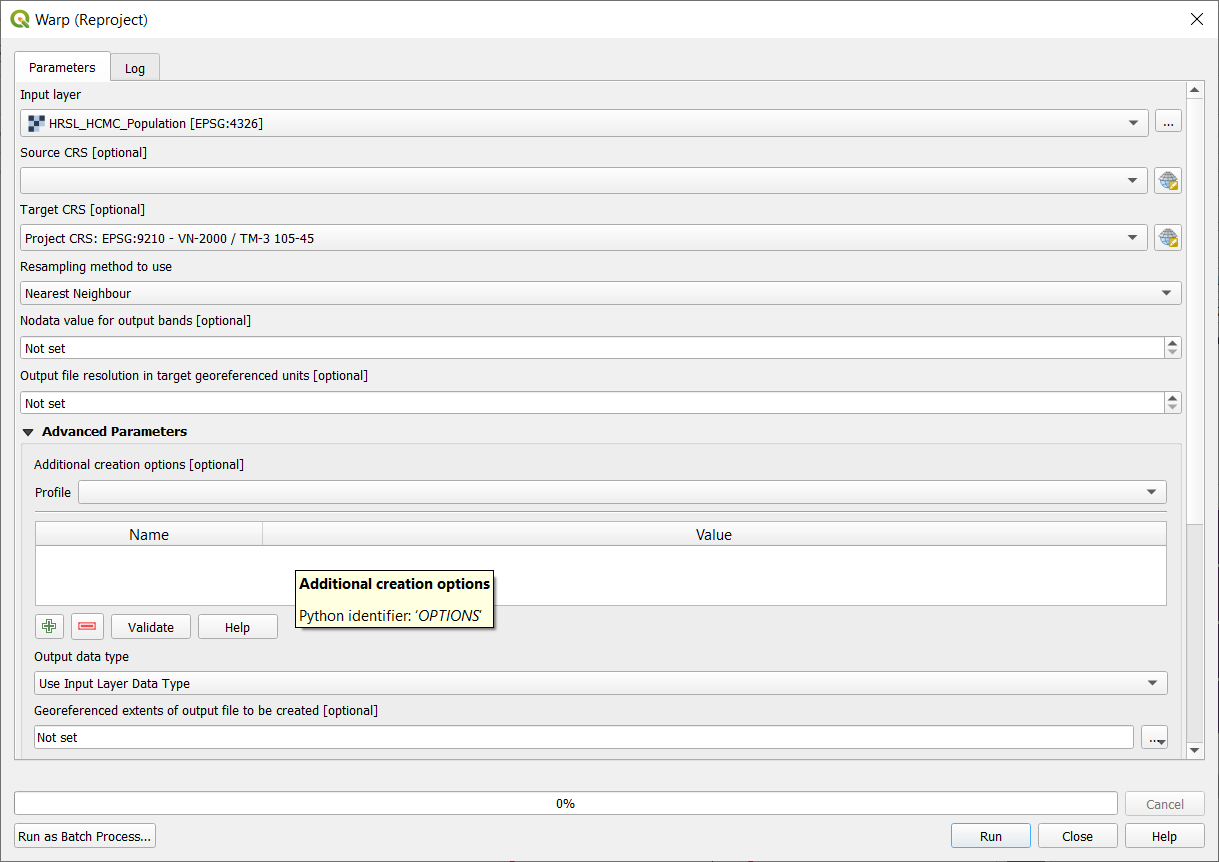 Warp (Reproject)
Parameters
Log
Input layer
HRSL_HCMC_Population [EPSG:4326]
...
Source CRS [optional]
Target CRS [optional]
Project CRS: EPSG:9210 - VN-2000 / TM-3 105-45
Resampling method to use
Nearest Neighbour
Nodata value for output bands [optional]
Not set
Output file resolution in target georeferenced units [optional]
Not set
Advanced Parameters
Additional creation options [optional]
Profile
Name Value
Additional creation options
Python identifier: ‘OPTIONS’
Validate Help
Output data type
Use Input Layer Data Type
Georeferenced extents of output file to be created [optional]
Not set
...
0%
Cancel
Run as Batch Process...
Run
Close
Help